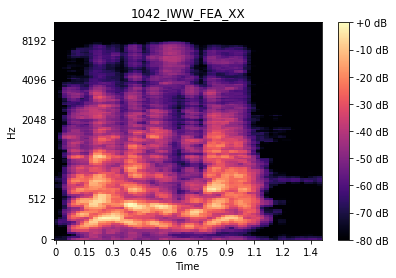 1042_IWW_FEA_XX
+0 dB
8192
-10 dB
4096
-20 dB
-30 dB
2048
Hz
-40 dB
1024
-50 dB
512
-60 dB
-70 dB
0
-80 dB
0 0.15 0.3 0.45 0.6 0.75 0.9 1.1 1.2 1.4
Time